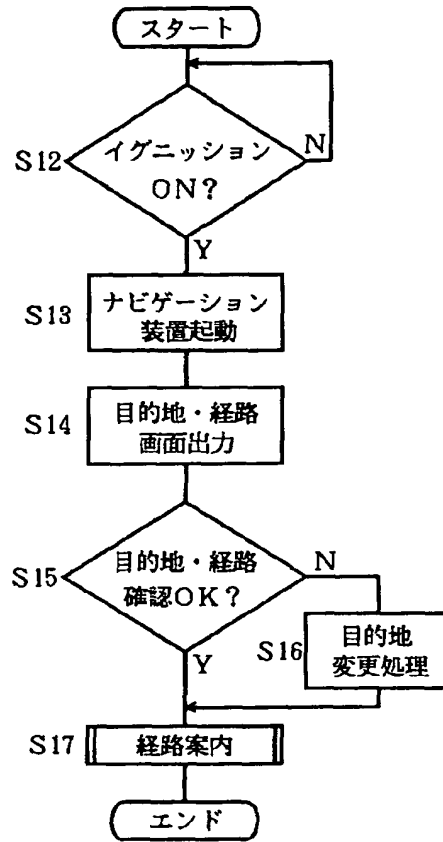 スタート
S12
イグニッション
ON?
N
Y
S13
ナビゲーション
装置起動
S14
目的地・経路
画面出力
S15
目的地・経路
確認OK?
N
Y
S16
目的地
変更処理
S17
経路案内
エンド